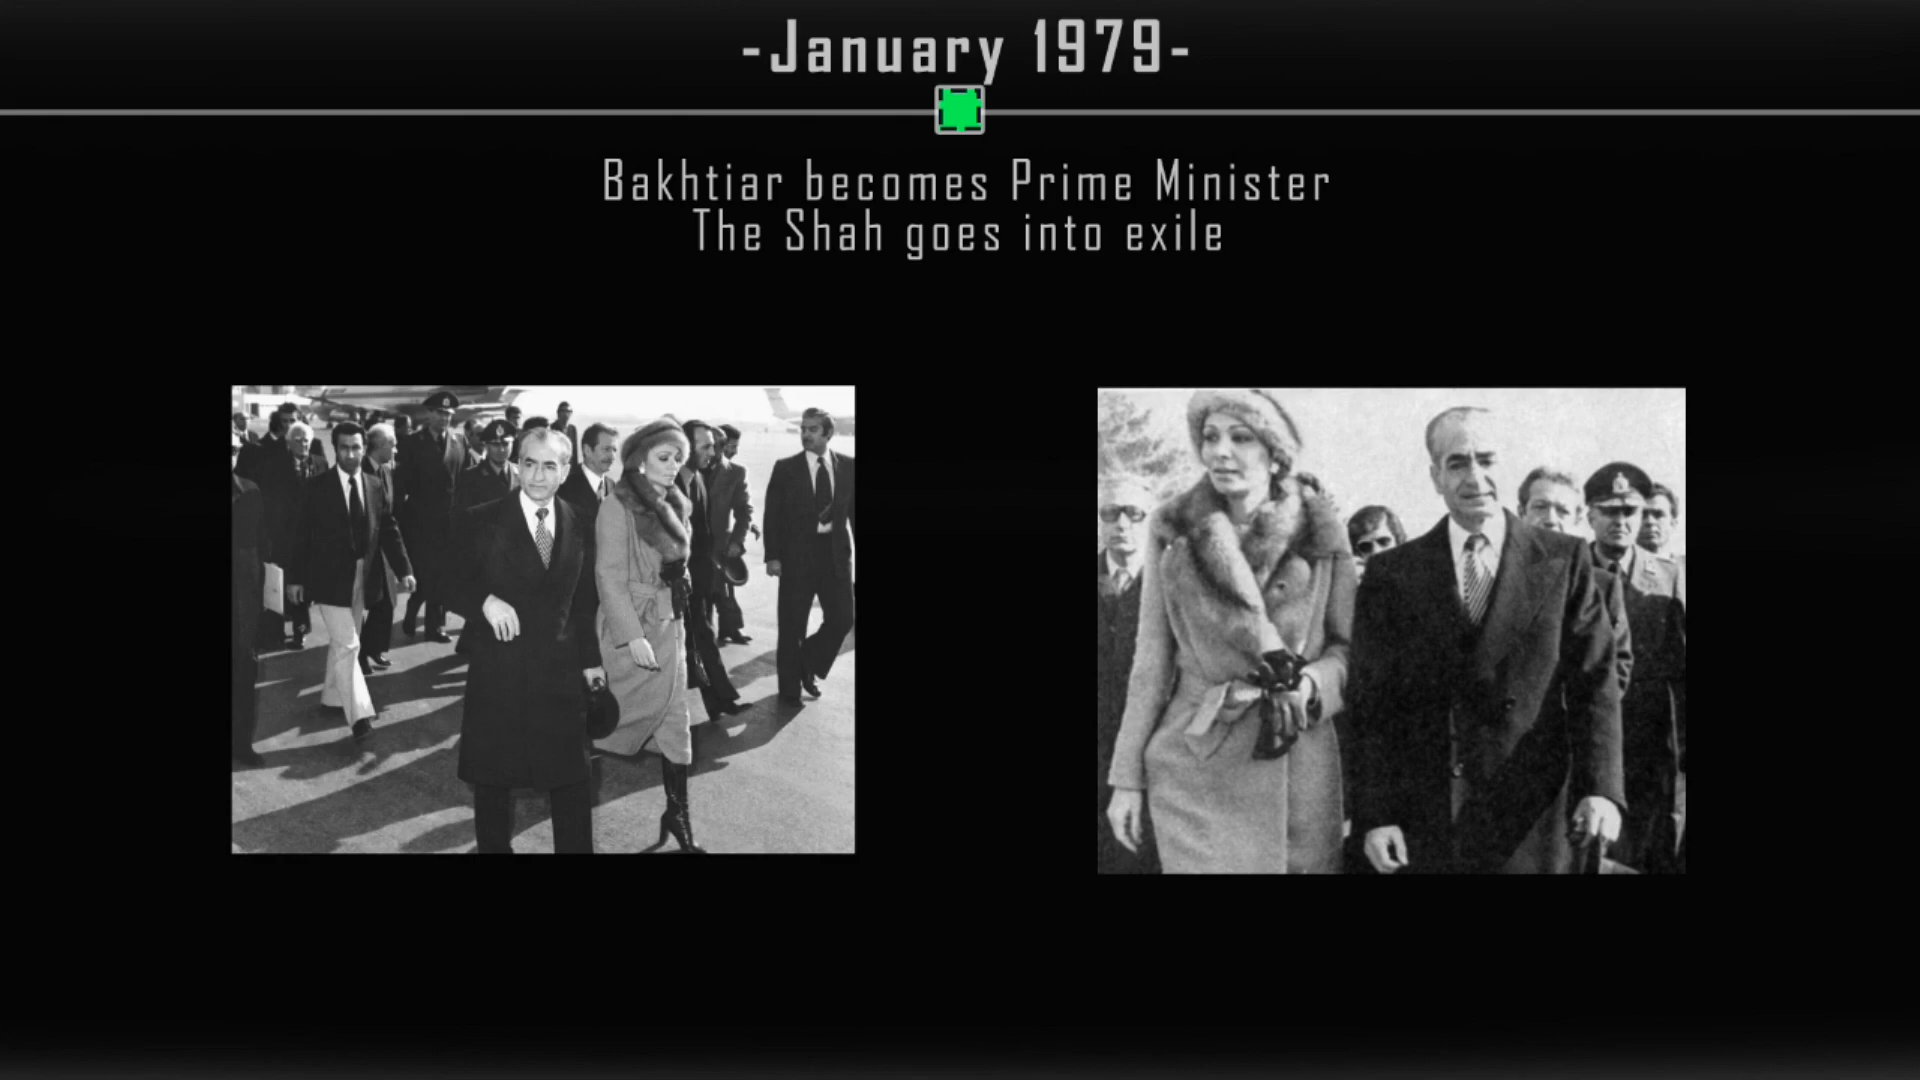 -January 1979-
Bakhtiar becomes Prime Minister
The Shah goes into exile